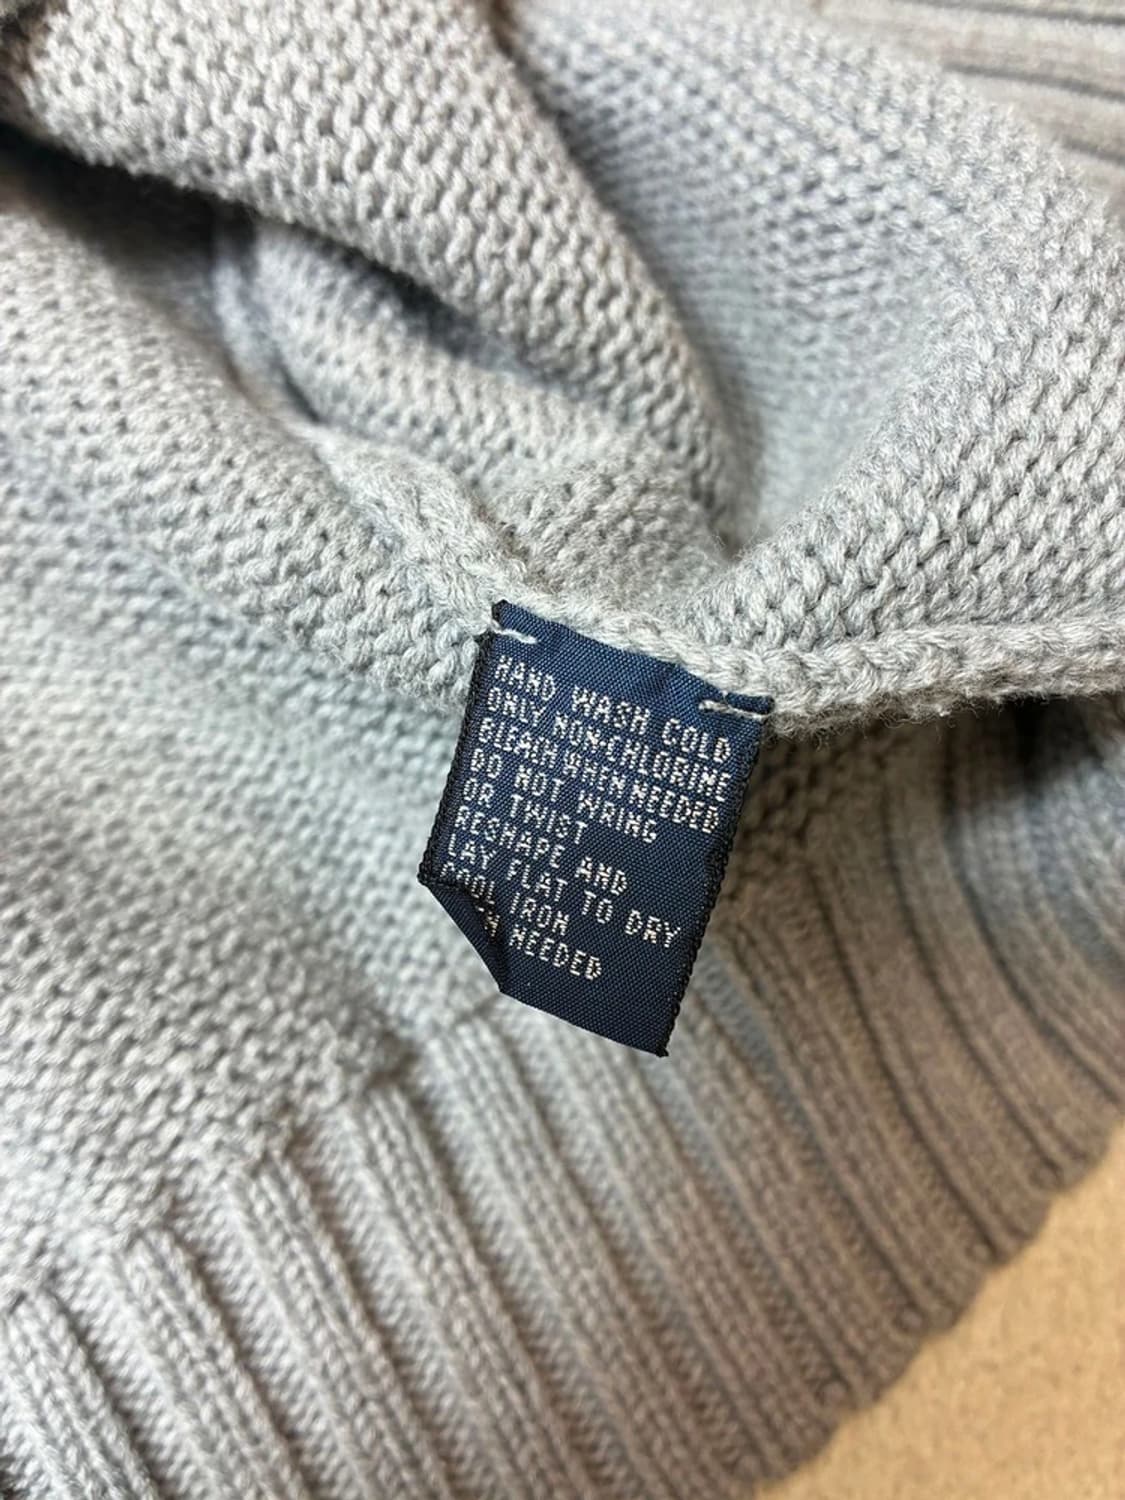 HAND WASH COLD
ONLY NON-CHLORINE
BLEACH WHEN NEEDED
DO NOT WRING
OR TWIST
RESHAPE AND
LAY FLAT TO DRY
COOL IRON
NEEDED